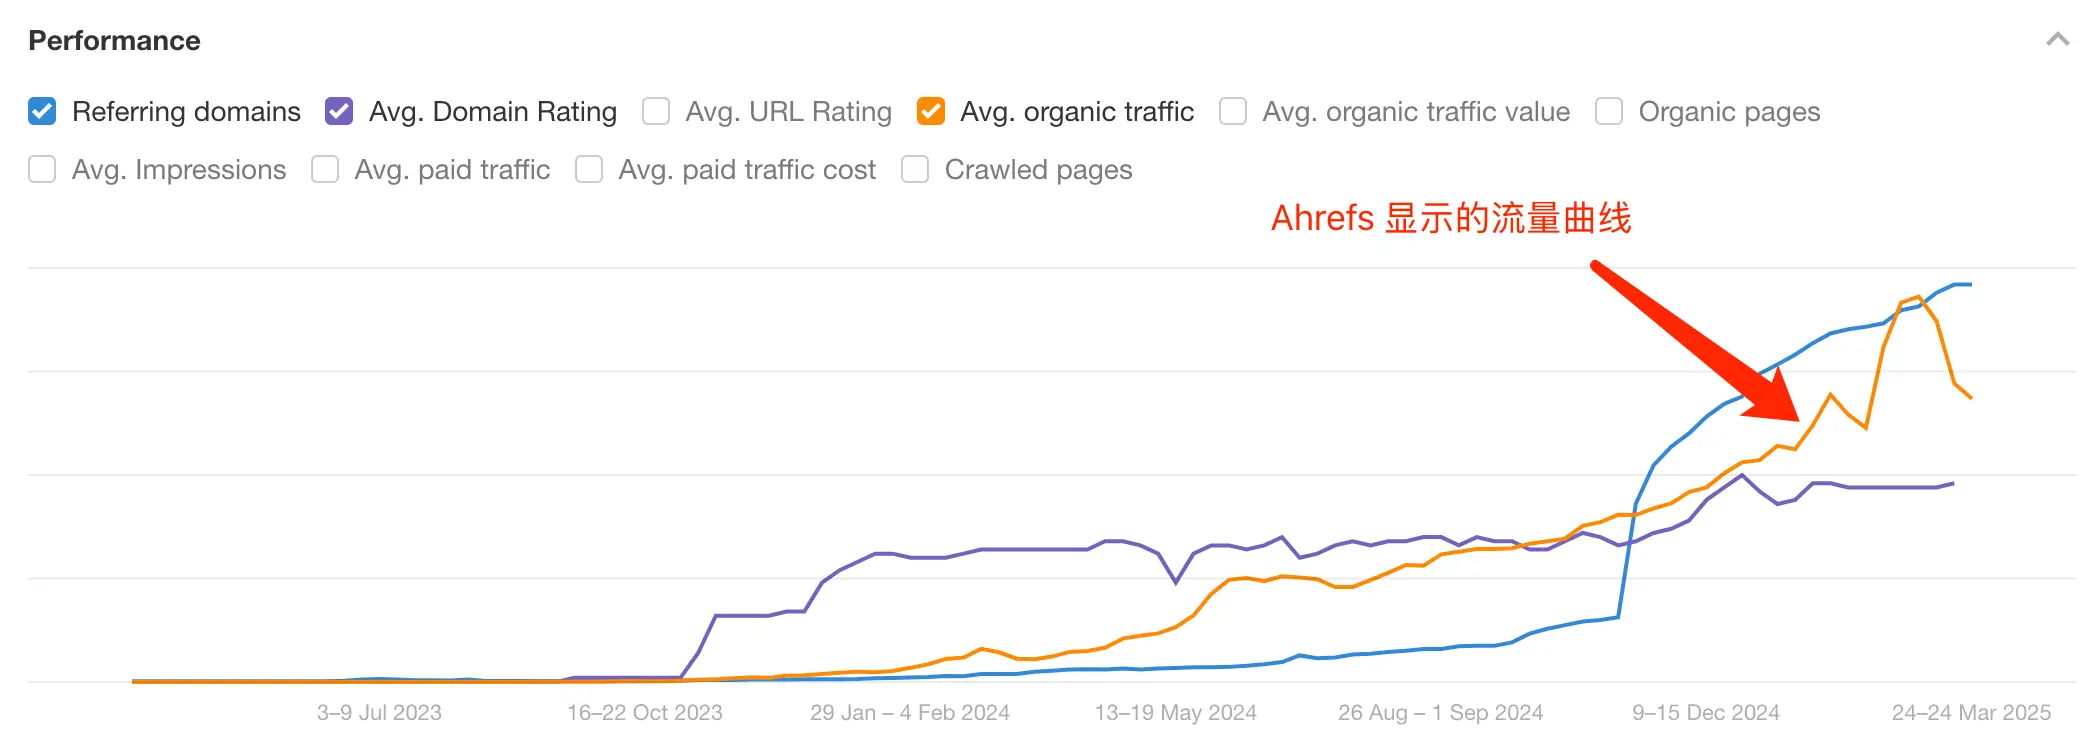 Performance
Referring domains Avg. Domain Rating Avg. URL Rating Avg. organic traffic Avg. organic traffic value Organic pages
Avg. Impressions Avg. paid traffic Avg. paid traffic cost Crawled pages
Ahrefs 显示的流量曲线
3–9 Jul 2023 16–22 Oct 2023 29 Jan – 4 Feb 2024 13–19 May 2024 26 Aug – 1 Sep 2024 9–15 Dec 2024 24–24 Mar 2025